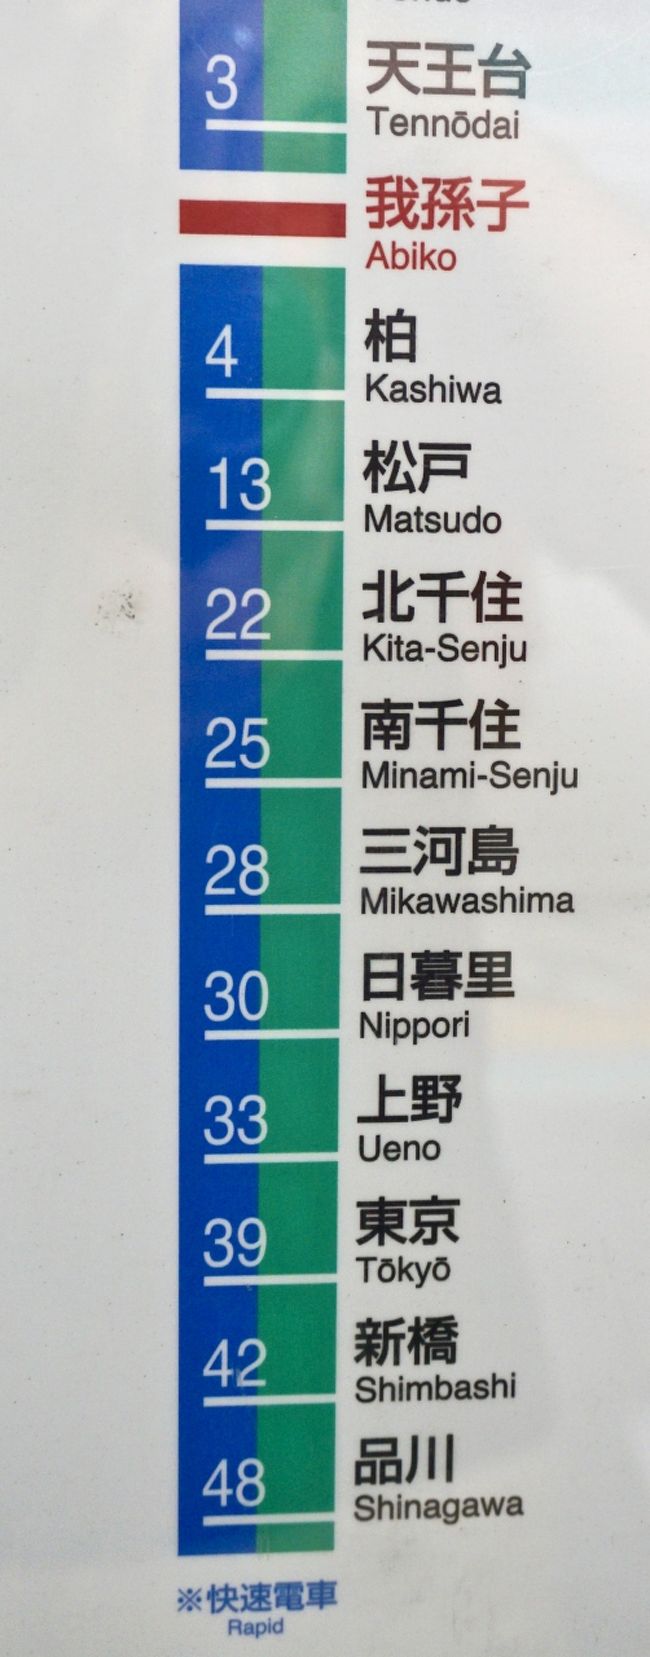 3
天王台
Tennōdai
我孫子
Abiko
4
柏
Kashiwa
13
松戸
Matsudo
22
北千住
Kita-Senju
25
南千住
Minami-Senju
28
三河島
Mikawashima
30
日暮里
Nippori
33
上野
Ueno
39
東京
Tōkyō
42
新橋
Shimbashi
48
品川
Shinagawa
※快速電車
Rapid